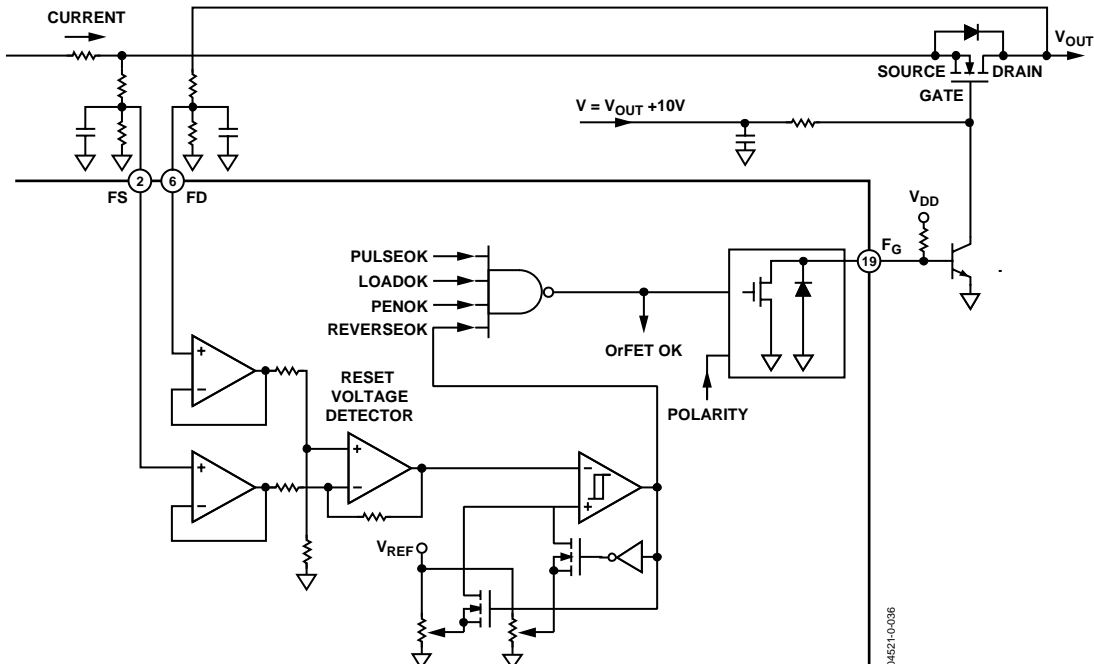 CURRENT
VOUT
SOURCE
DRAIN
GATE
V = VOUT +10V
2
6
FS
FD
VDD
FG
19
PULSEOK
LOADOK
PENOK
REVERSEOK
OrFET OK
POLARITY
RESET
VOLTAGE
DETECTOR
+
–
+
–
+
–
–
+
VREF
04521-0-036